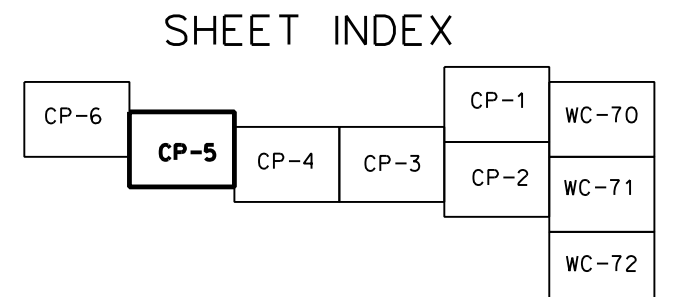 SHEET INDEX
CP-6
CP-5
CP-4
CP-3
CP-1
CP-2
WC-70
WC-71
WC-72